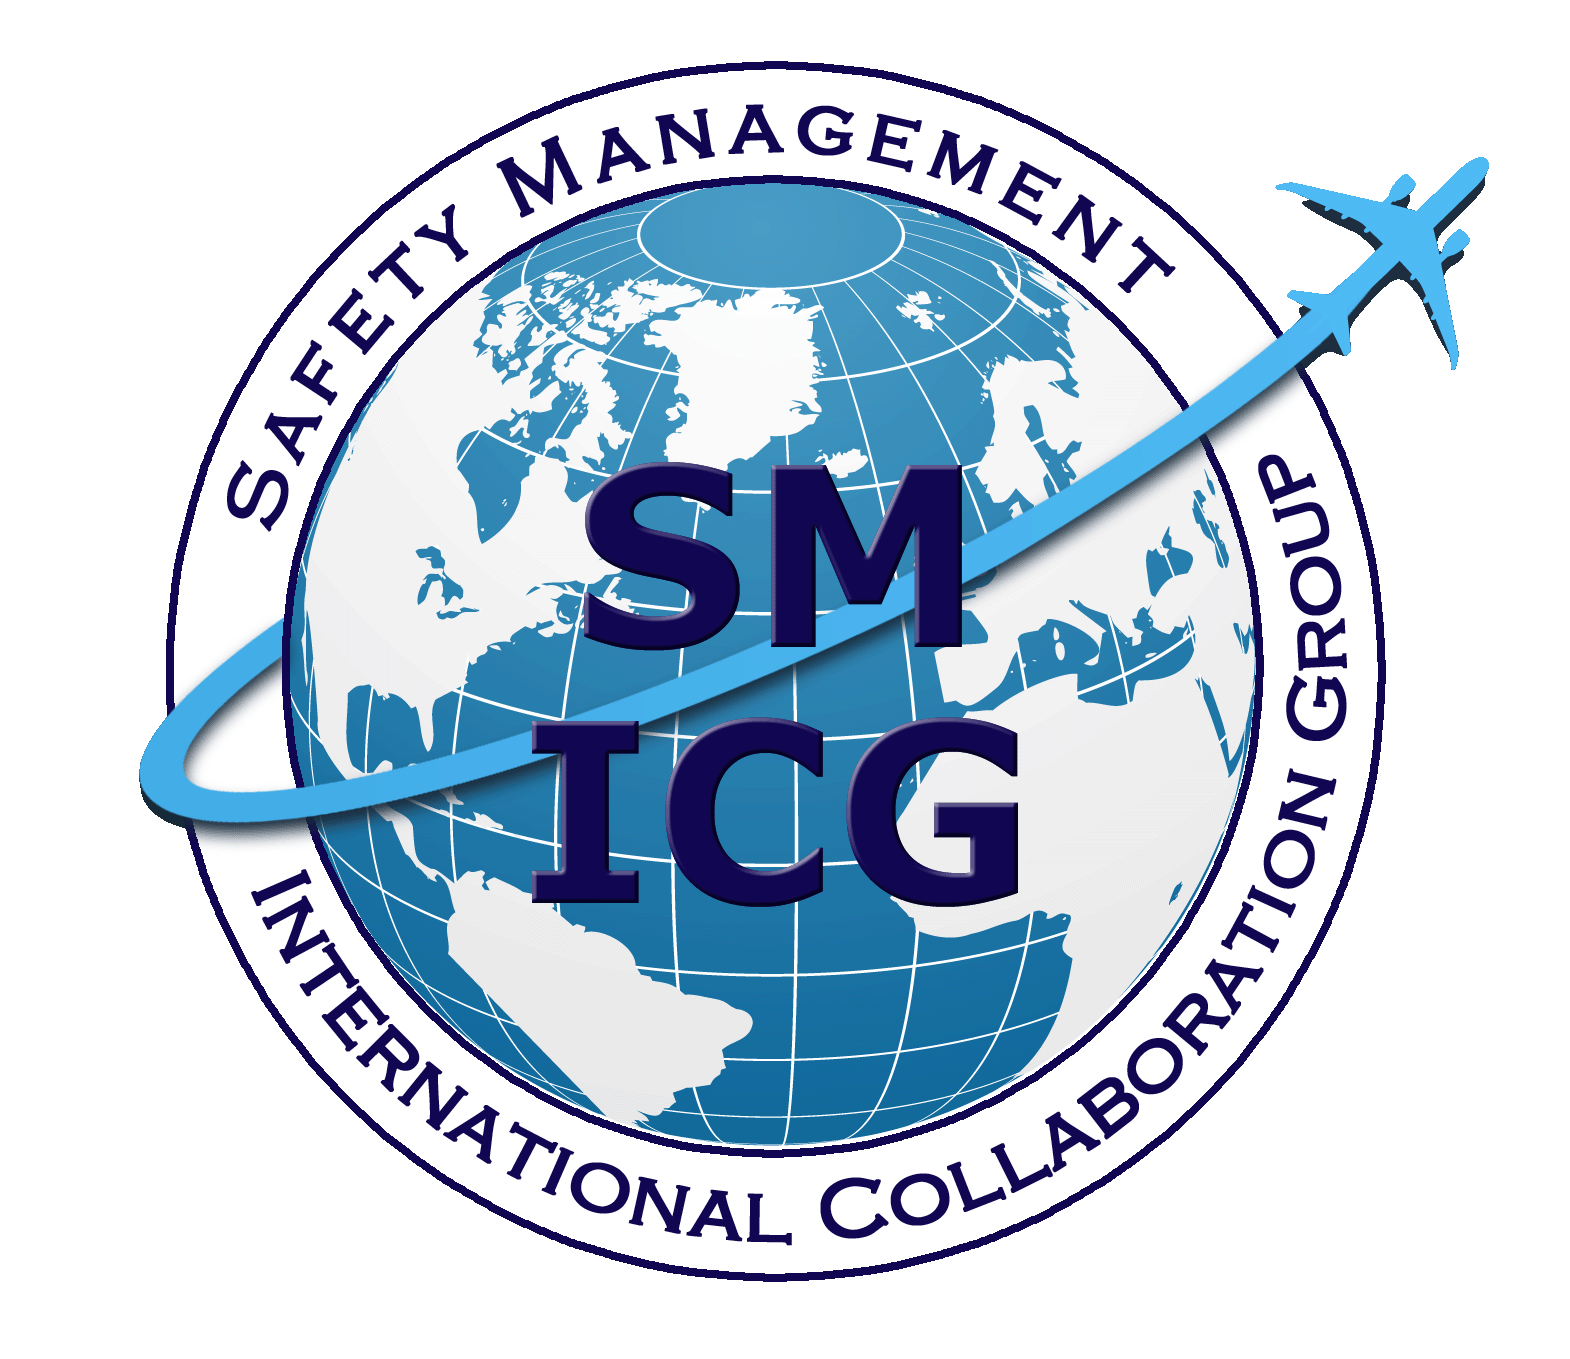 SAFETY MANAGEMENT
SM
ICG
INTERNATIONAL COLLABORATION GROUP